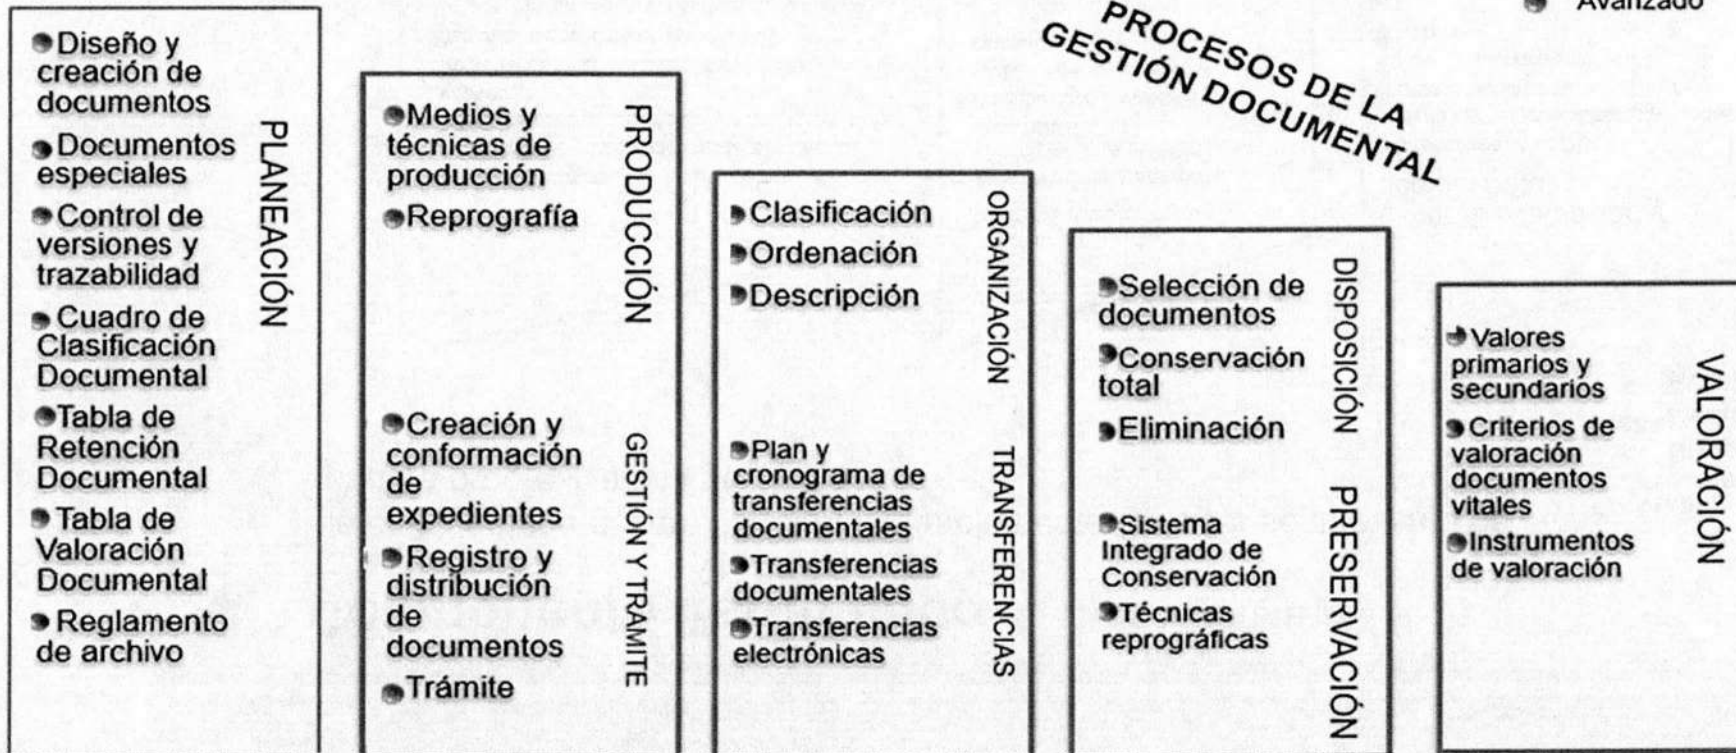 Avanzado
PROCESOS DE LA
GESTIÓN DOCUMENTAL
PLANEACIÓN
Diseño y
creación de
documentos
Documentos
especiales
Control de
versiones y
trazabilidad
Cuadro de
Clasificación
Documental
Tabla de
Retención
Documental
Tabla de
Valoración
Documental
Reglamento
de archivo
PRODUCCIÓN
Medios y
técnicas de
producción
Reprografía
GESTIÓN Y TRAMITE
Creación y
conformación
de
expedientes
Registro y
distribución
de
documentos
Trámite
ORGANIZACIÓN
Clasificación
Ordenación
Descripción
TRANSFERENCIAS
Plan y
cronograma de
transferencias
documentales
Transferencias
documentales
Transferencias
electrónicas
DISPOSICIÓN
Selección de
documentos
Conservación
total
Eliminación
PRESERVACIÓN
Sistema
Integrado de
Conservación
Técnicas
reprográficas
VALORACIÓN
Valores
primarios y
secundarios
Criterios de
valoración
documentos
vitales
Instrumentos
de valoración